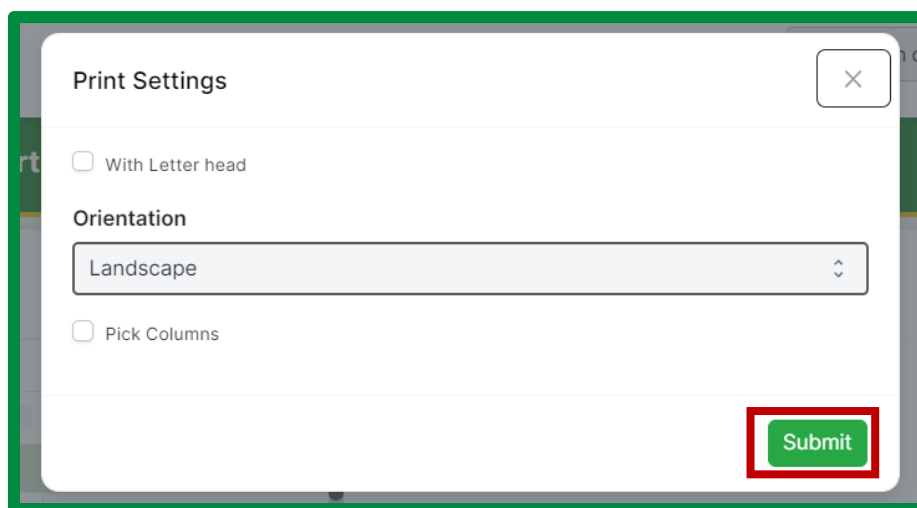 Print Settings
With Letter head
Orientation
Landscape
Pick Columns
Submit